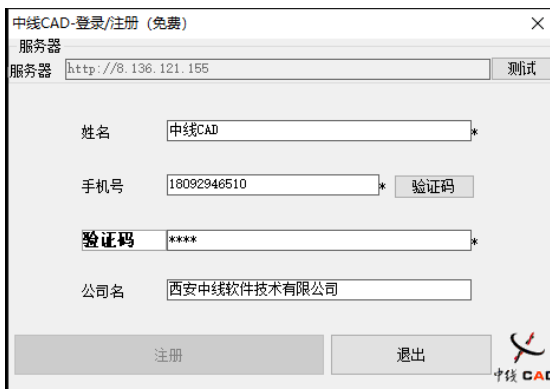 中线CAD-登录/注册（免费）
服务器
服务器 http://8.136.121.155 测试
姓名 中线CAD *
手机号 18092946510 * 验证码
验证码 **** *
公司名 西安中线软件技术有限公司
注册 退出
中线 CAD